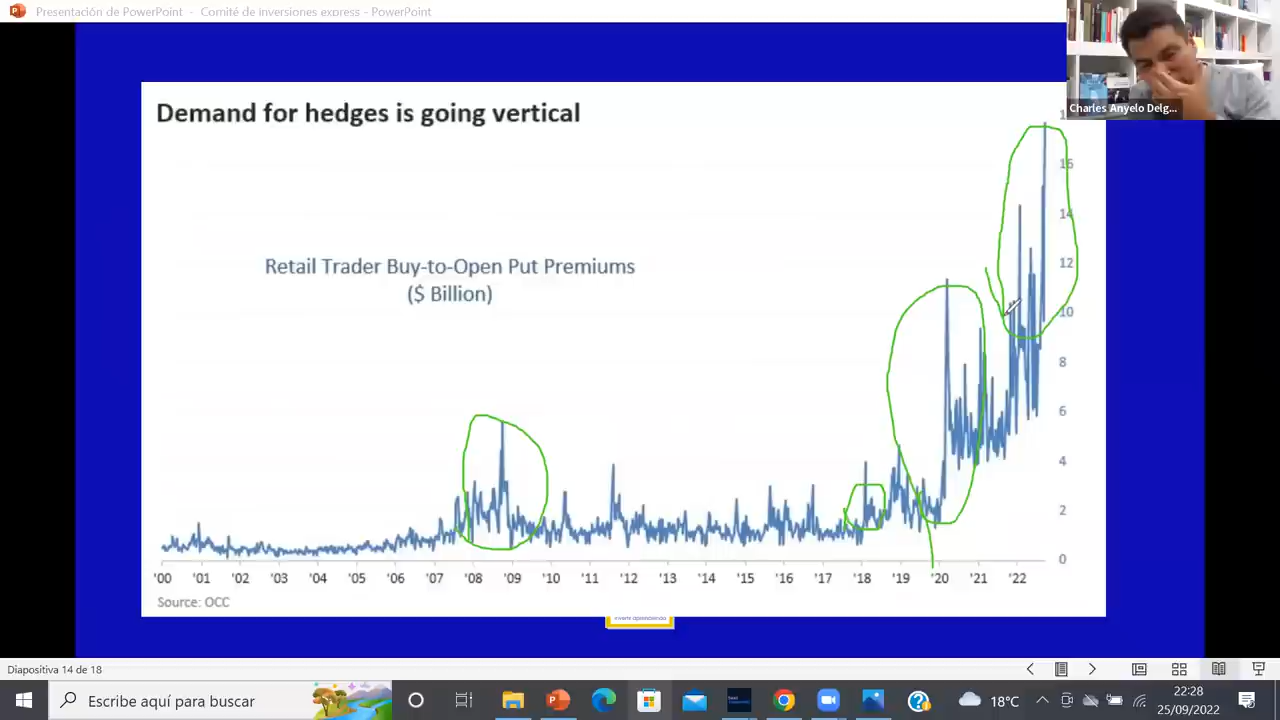 Presentación de PowerPoint - Comité de inversiones express - PowerPoint
Charles Anyelo Delg...
Demand for hedges is going vertical
Retail Trader Buy-to-Open Put Premiums
($ Billion)
16
14
12
10
8
6
4
2
0
'00 '01 '02 '03 '04 '05 '06 '07 '08 '09 '10 '11 '12 '13 '14 '15 '16 '17 '18 '19 '20 '21 '22
Source: OCC
Diapositiva 14 de 18
Escribe aquí para buscar
18°C
22:28
25/09/2022